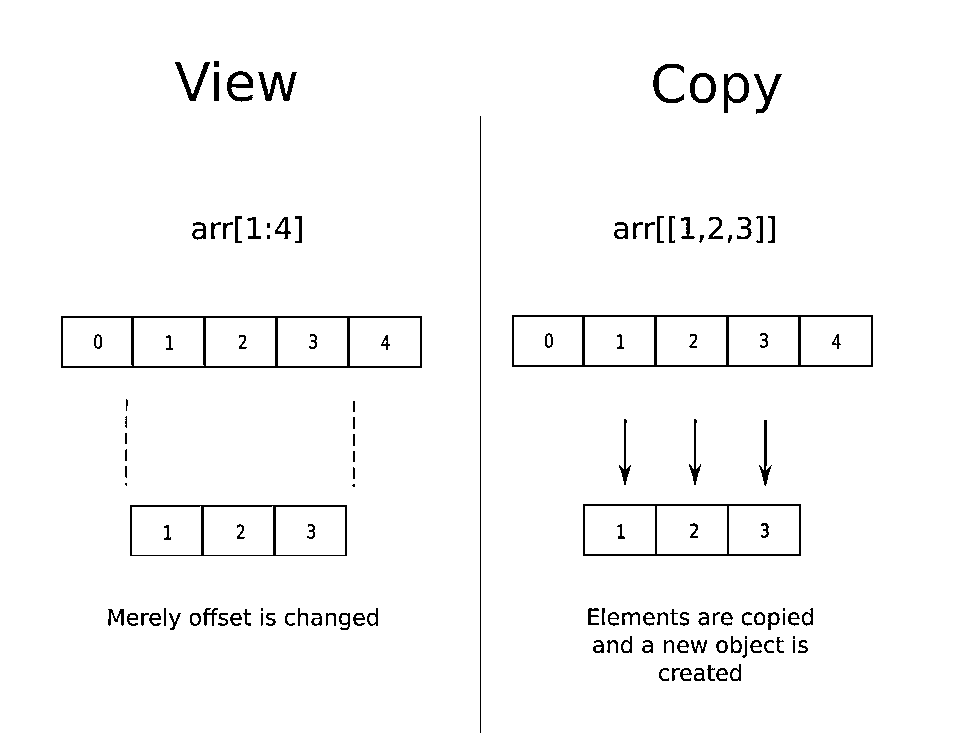 View
arr[1:4]
0 1 2 3 4
1 2 3
Merely offset is changed
Copy
arr[[1,2,3]]
0 1 2 3 4
1 2 3
Elements are copied
and a new object is
created